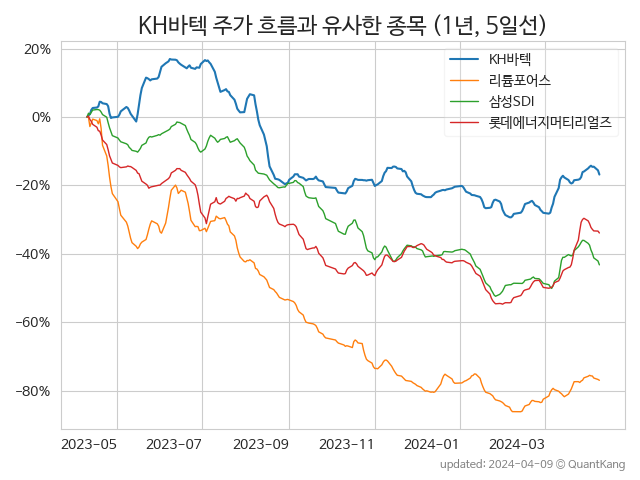 KH바텍 주가 흐름과 유사한 종목 (1년, 5일선)
20%
0%
−20%
−40%
−60%
−80%
KH바텍
리튬포어스
삼성SDI
롯데에너지머티리얼즈
2023-05 2023-07 2023-09 2023-11 2024-01 2024-03
updated: 2024-04-09 © QuantKang